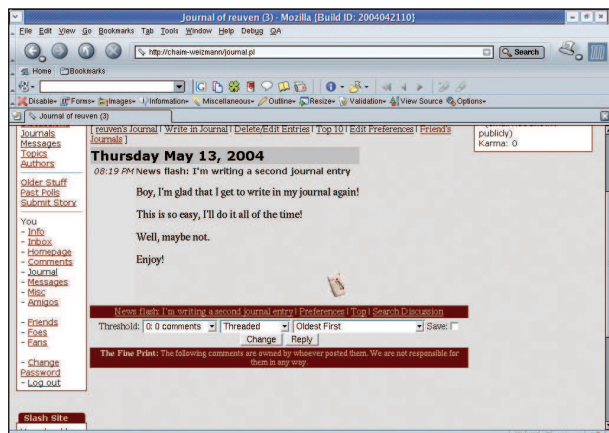 Journal of reuven (3) - Mozilla {Build ID: 2004042110}
File Edit View Go Bookmarks Tab Tools Window Help Debug QA
http://chaim-weizmann/journal.pl Search
Home Bookmarks
Disable Forms Images Information Miscellaneous Outline Resize Validation View Source Options
Journal of reuven (3)
Journals
Messages
Topics
Authors
Older Stuff
Past Polls
Submit Story
You
- Info
- Inbox
- Homepage
- Comments
- Journal
- Messages
- Misc
- Amigos
- Friends
- Foes
- Fans
- Change
Password
- Log out
Slash Site
[ reuven's Journal | Write in Journal | Delete/Edit Entries | Top 10 | Edit Preferences | Friend's
Journals ]
Thursday May 13, 2004
08:19 PM News flash: I'm writing a second journal entry
Boy, I'm glad that I get to write in my journal again!
This is so easy, I'll do it all of the time!
Well, maybe not.
Enjoy!
News flash: I'm writing a second journal entry | Preferences | Top | Search Discussion
Threshold: 0: 0 comments Threaded Oldest First Save:
Change Reply
The Fine Print: The following comments are owned by whoever posted them. We are not responsible for
them in any way.
publicly)
Karma: 0